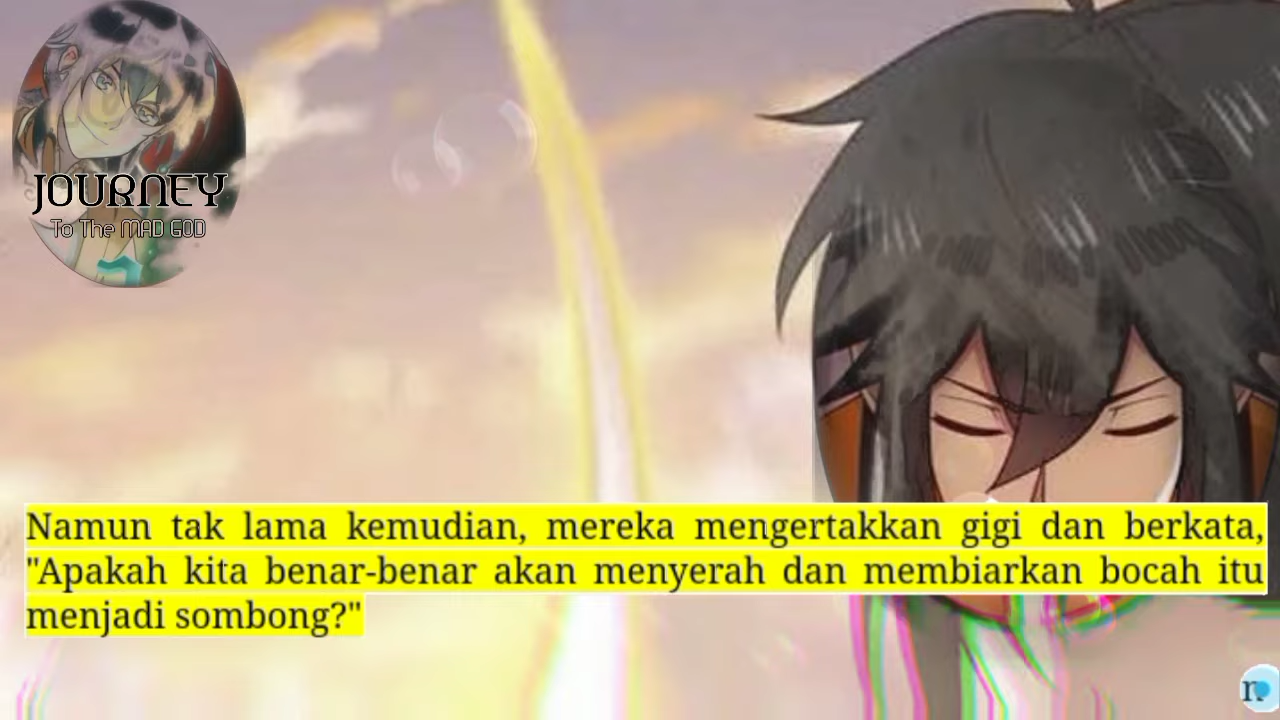 JOURNEY
To The MAD GOD
Namun tak lama kemudian, mereka mengertakkan gigi dan berkata,
"Apakah kita benar-benar akan menyerah dan membiarkan bocah itu
menjadi sombong?"